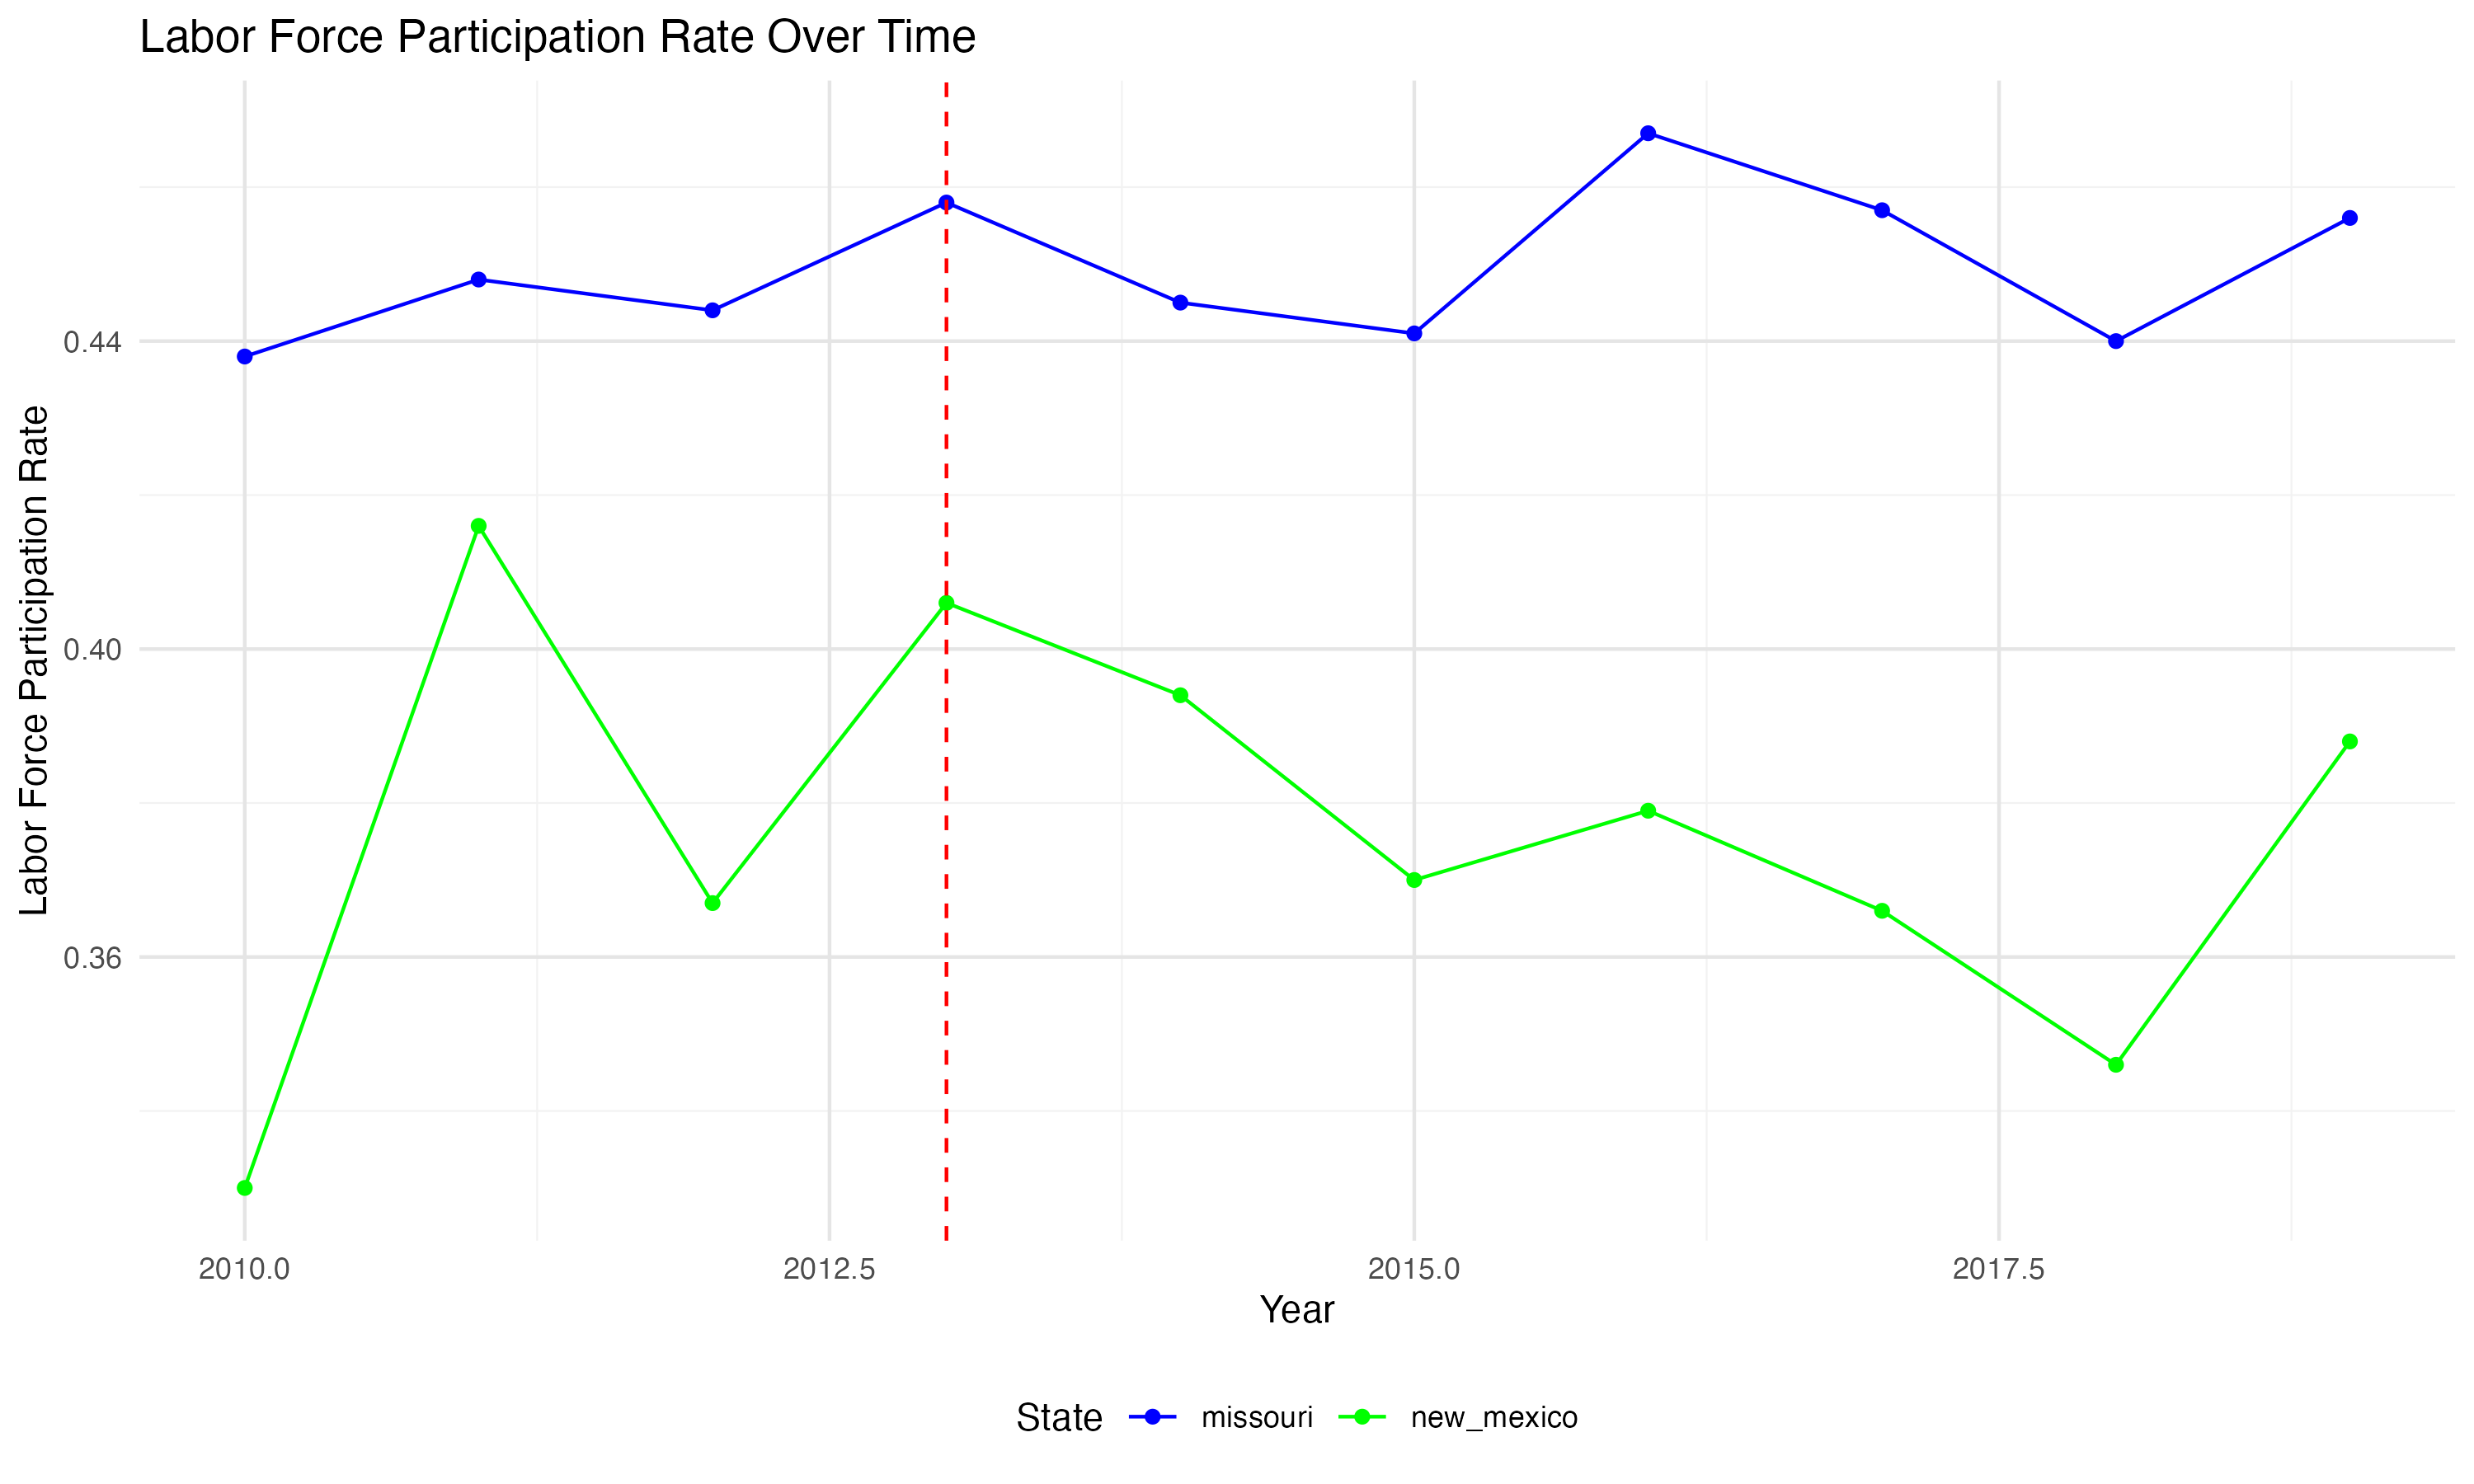 Labor Force Participation Rate Over Time
Labor Force Participation Rate
0.44
0.40
0.36
2010.0 2012.5 2015.0 2017.5
Year
State missouri new_mexico